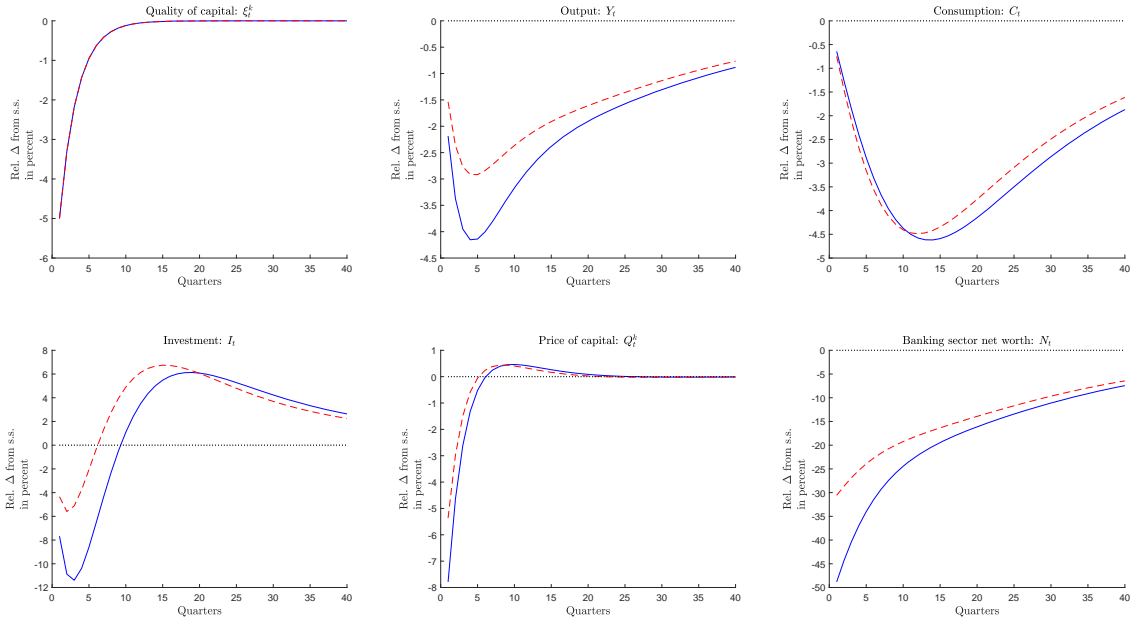 Quality of capital: ξ_t^k
0
-1
-2
-3
-4
-5
-6
Rel. Δ from s.s.
in percent
0 5 10 15 20 25 30 35 40
Quarters
Output: Y_t
0
-0.5
-1
-1.5
-2
-2.5
-3
-3.5
-4
-4.5
Rel. Δ from s.s.
in percent
0 5 10 15 20 25 30 35 40
Quarters
Consumption: C_t
0
-0.5
-1
-1.5
-2
-2.5
-3
-3.5
-4
-4.5
-5
Rel. Δ from s.s.
in percent
0 5 10 15 20 25 30 35 40
Quarters
Investment: I_t
8
6
4
2
0
-2
-4
-6
-8
-10
-12
Rel. Δ from s.s.
in percent
0 5 10 15 20 25 30 35 40
Quarters
Price of capital: Q_t^k
1
0
-1
-2
-3
-4
-5
-6
-7
-8
Rel. Δ from s.s.
in percent
0 5 10 15 20 25 30 35 40
Quarters
Banking sector net worth: N_t
0
-5
-10
-15
-20
-25
-30
-35
-40
-45
-50
Rel. Δ from s.s.
in percent
0 5 10 15 20 25 30 35 40
Quarters